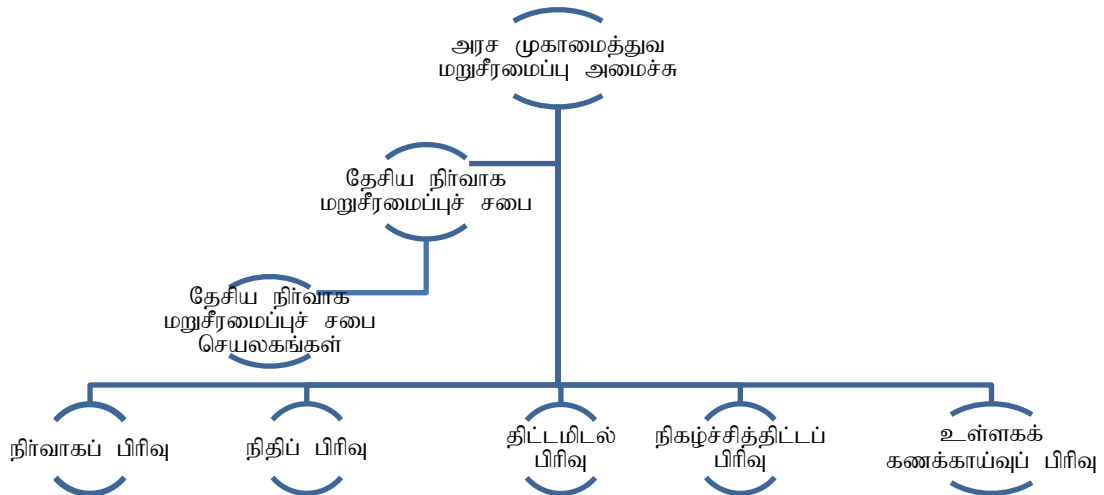 அரச முகாமைத்துவ
மறுசீரமைப்பு அமைச்சு
தேசிய நிர்வாக
மறுசீரமைப்புச் சபை
தேசிய நிர்வாக
மறுசீரமைப்புச் சபை
செயலகங்கள்
நிர்வாகப் பிரிவு
நிதிப் பிரிவு
திட்டமிடல்
பிரிவு
நிகழ்ச்சித்திட்டப்
பிரிவு
உள்ளகக்
கணக்காய்வுப் பிரிவு